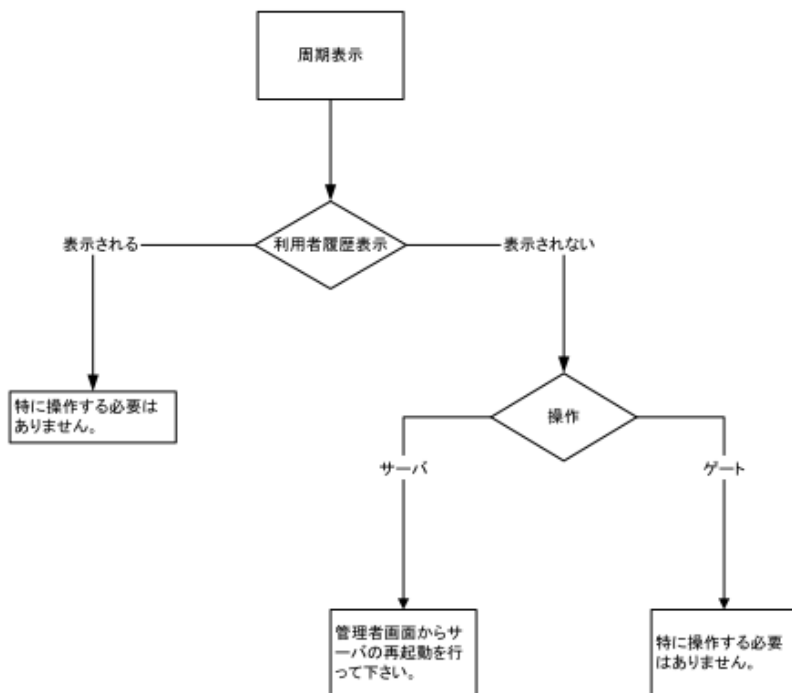 周期表示
利用者履歴表示
表示される
表示されない
特に操作する必要は
ありません。
操作
サーバ
ゲート
管理者画面からサ
ーバの再起動を行
って下さい。
特に操作する必要
はありません。